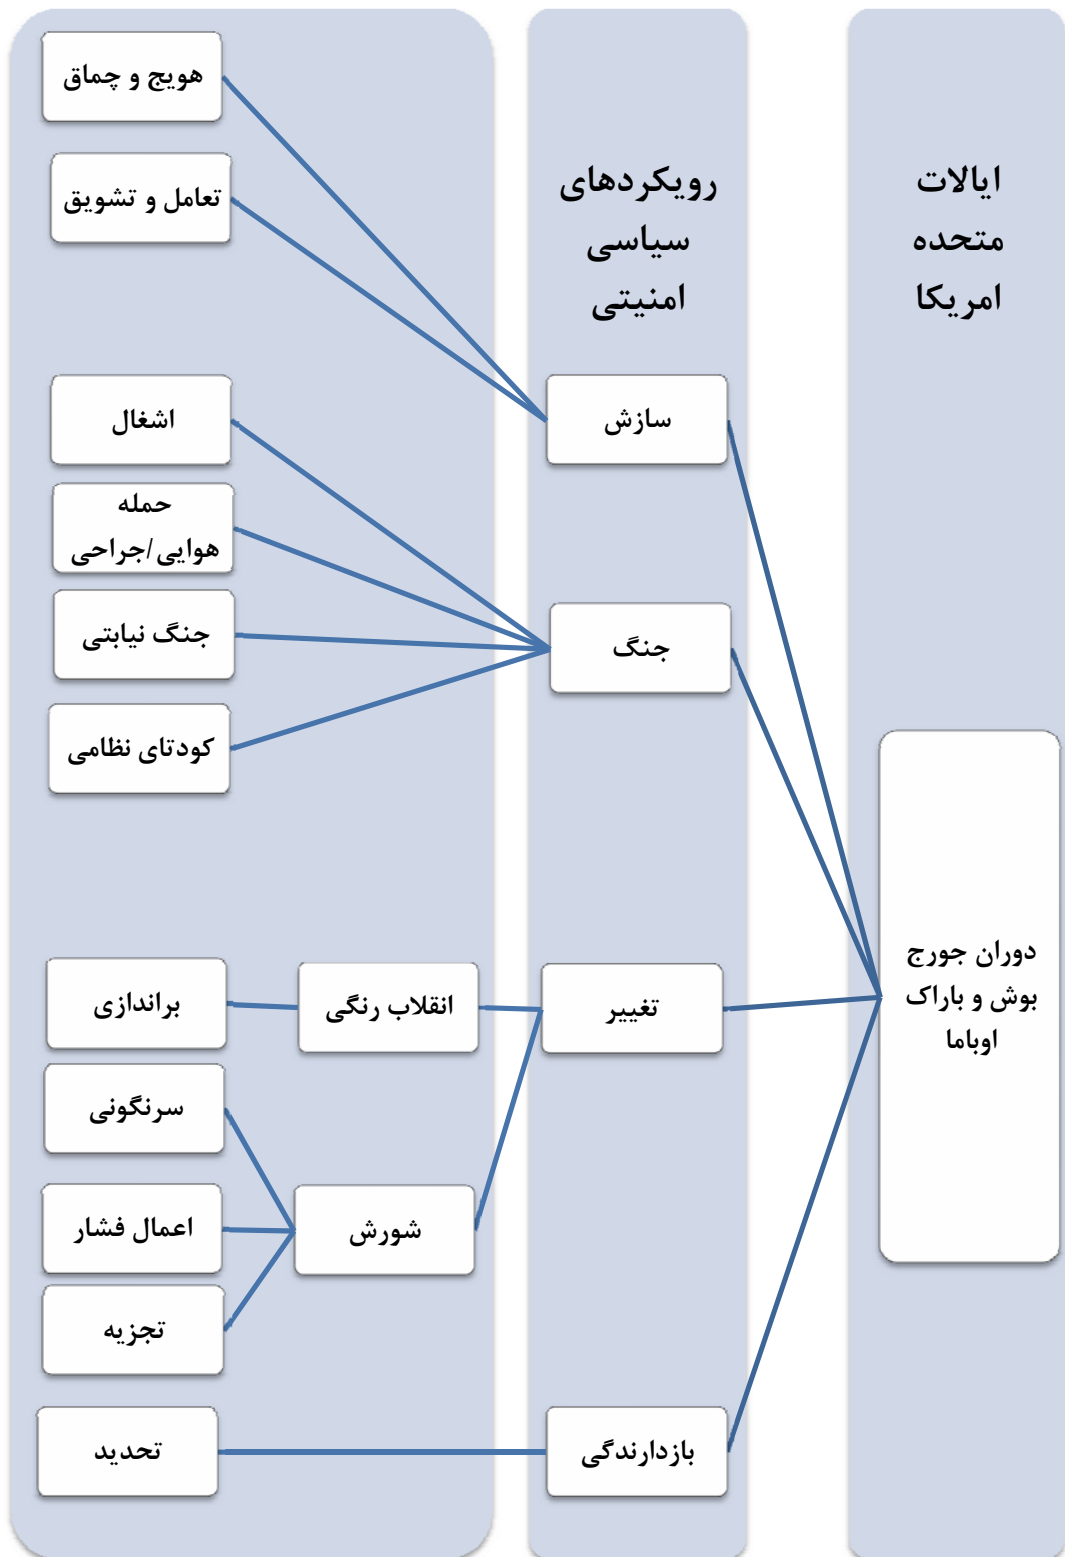 ایالات
متحده
امریکا
دوران جورج
بوش و باراک
اوباما
رویکردهای
سیاسی
امنیتی
سازش
جنگ
تغییر
بازدارندگی
هویج و چماق
تعامل و تشویق
اشغال
حمله
هوایی/جراحی
جنگ نیابتی
کودتای نظامی
انقلاب رنگی
براندازی
شورش
سرنگونی
اعمال فشار
تجزیه
تحدید